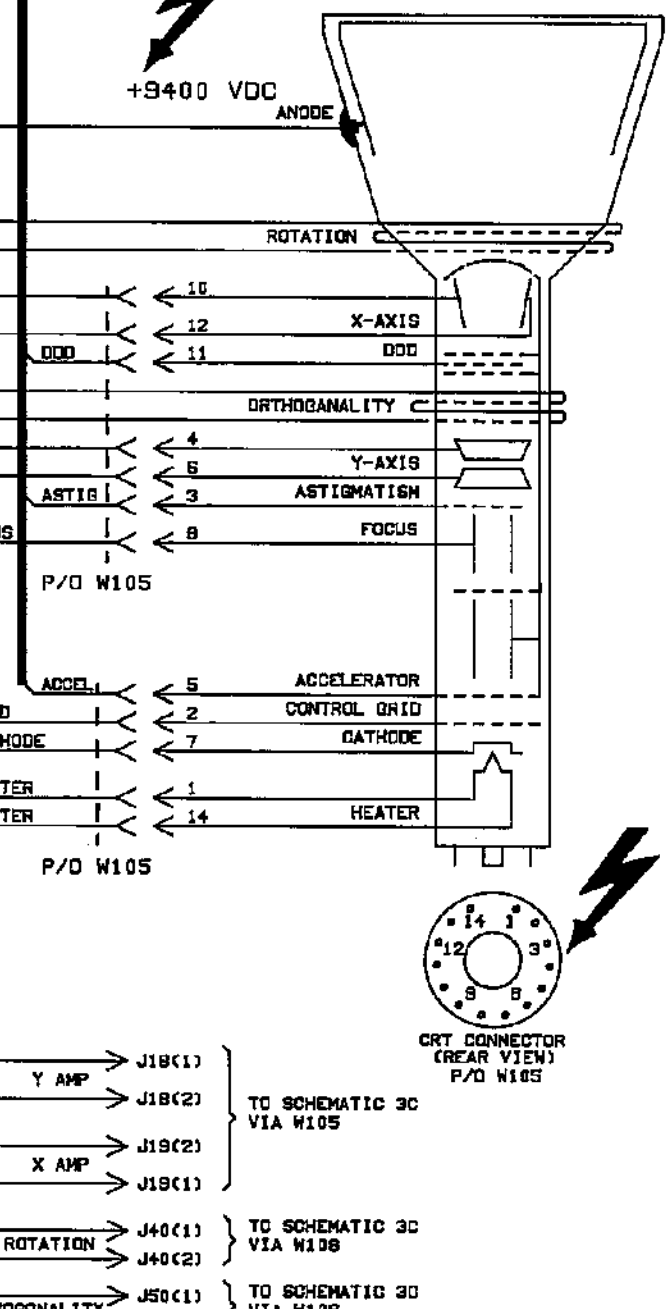 +9400 VDC
ANODE
ROTATION
10
12 X-AXIS
DDD 11 DDD
ORTHOGANALITY
4
6 Y-AXIS
ASTIG 3 ASTIGMATISM
8 FOCUS
P/O W105
ACCEL 5 ACCELERATOR
2 CONTROL GRID
HODE 7 CATHODE
TER 1
TER 14 HEATER
P/O W105
14 1
12 3
CRT CONNECTOR
(REAR VIEW)
P/O W105
J18(1)
Y AMP
J18(2)
TO SCHEMATIC 3C
VIA W105
J19(2)
X AMP
J19(1)
J40(1)
ROTATION
J40(2)
TO SCHEMATIC 3C
VIA W108
J50(1)
TO SCHEMATIC 3C